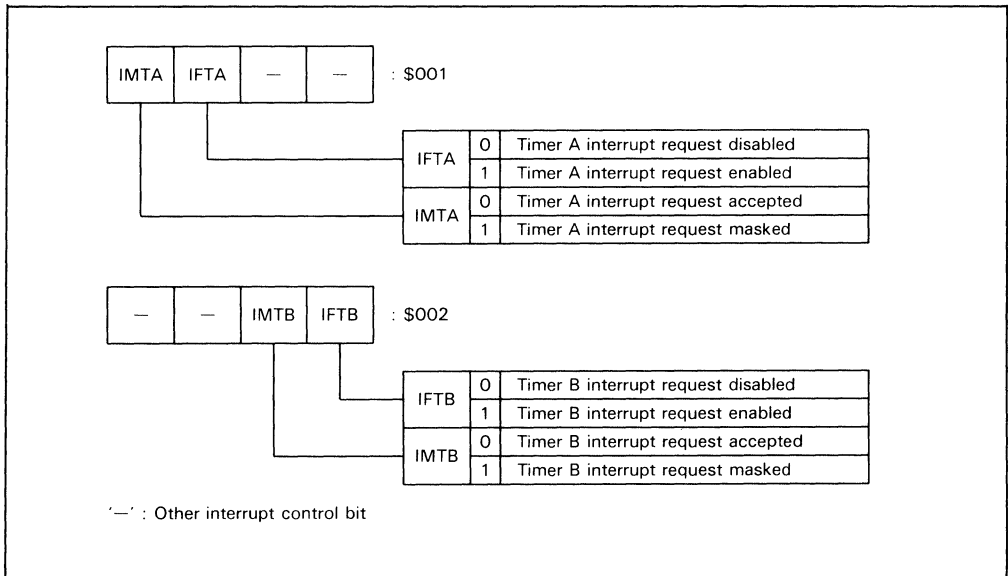 IMTA IFTA — — : $001
IFTA 0 Timer A interrupt request disabled
1 Timer A interrupt request enabled
IMTA 0 Timer A interrupt request accepted
1 Timer A interrupt request masked
— — IMTB IFTB : $002
IFTB 0 Timer B interrupt request disabled
1 Timer B interrupt request enabled
IMTB 0 Timer B interrupt request accepted
1 Timer B interrupt request masked
'—' : Other interrupt control bit